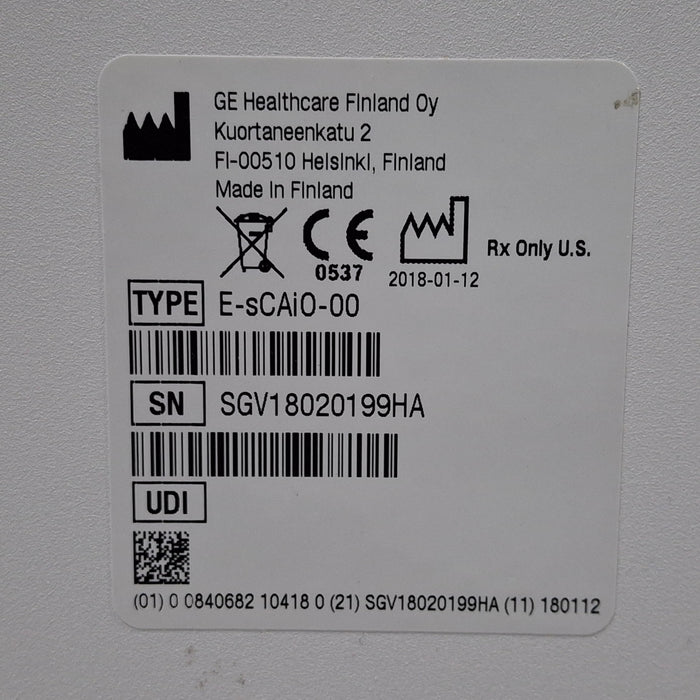 GE Healthcare Finland Oy
Kuortaneenkatu 2
FI-00510 Helsinki, Finland
Made in Finland
CE
0537
2018-01-12
Rx Only U.S.
TYPE E-sCAiO-00
SN SGV18020199HA
UDI
(01) 0 0840682 10418 0 (21) SGV18020199HA (11) 180112